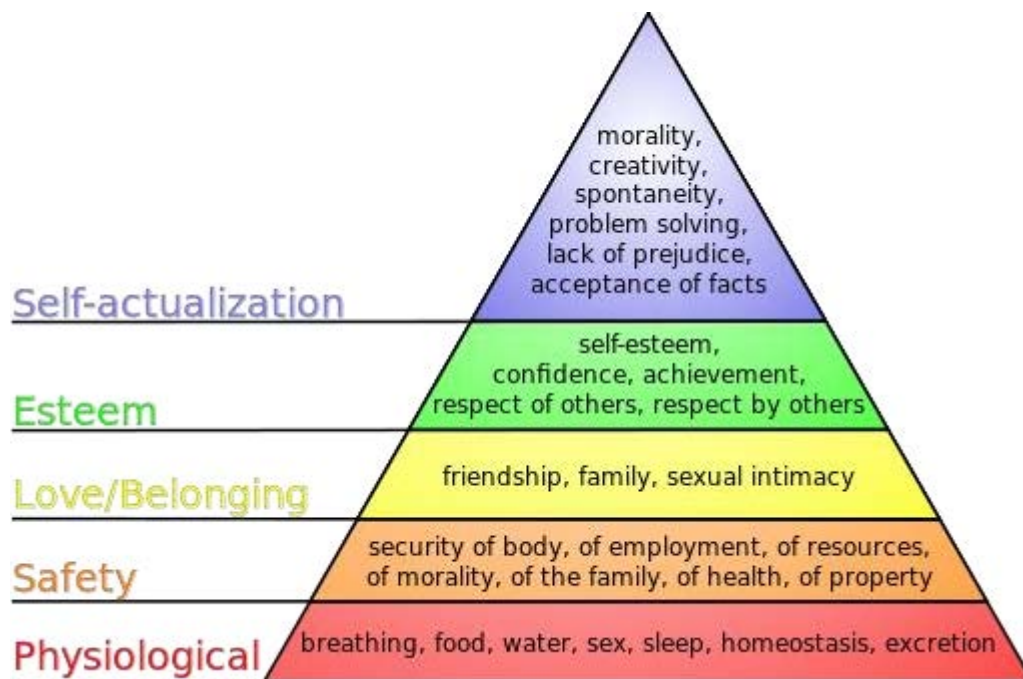 morality,
creativity,
spontaneity,
problem solving,
lack of prejudice,
acceptance of facts
Self-actualization
self-esteem,
confidence, achievement,
respect of others, respect by others
Esteem
friendship, family, sexual intimacy
Love/Belonging
security of body, of employment, of resources,
of morality, of the family, of health, of property
Safety
breathing, food, water, sex, sleep, homeostasis, excretion
Physiological